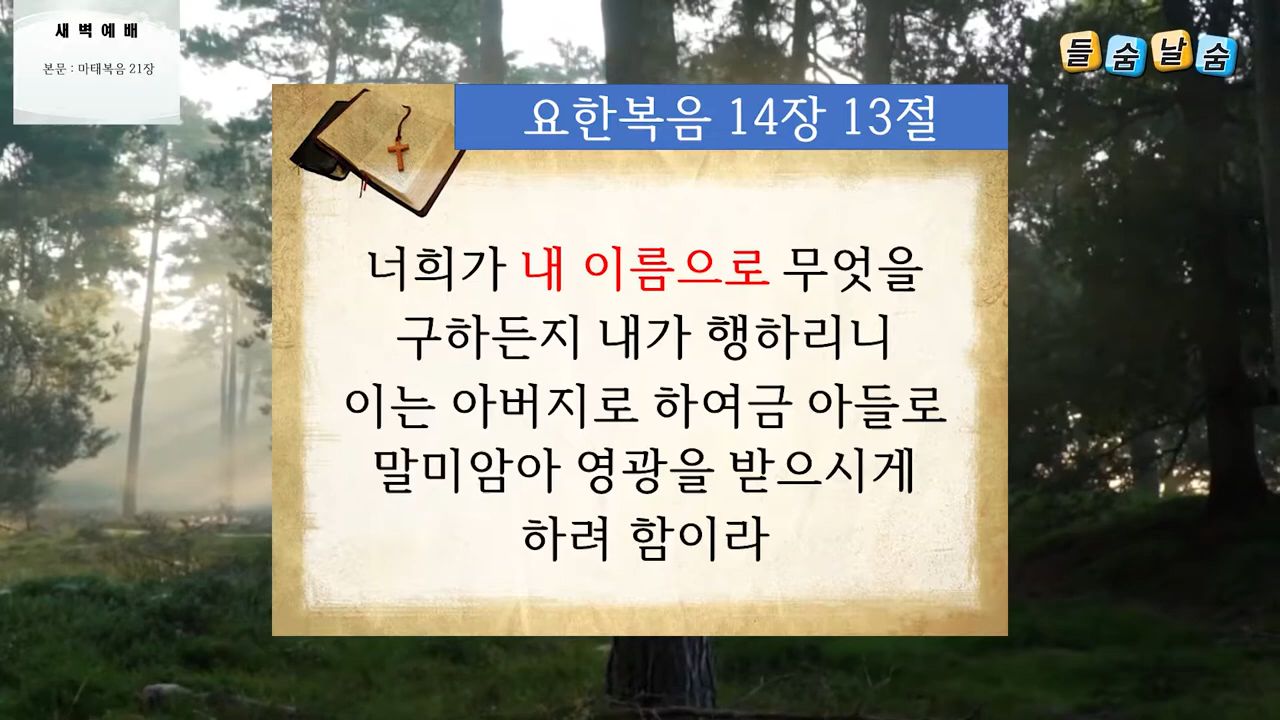 새 벽 예 배
본문 : 마태복음 21장
들숨날숨
요한복음 14장 13절
너희가 내 이름으로 무엇을
구하든지 내가 행하리니
이는 아버지로 하여금 아들로
말미암아 영광을 받으시게
하려 함이라